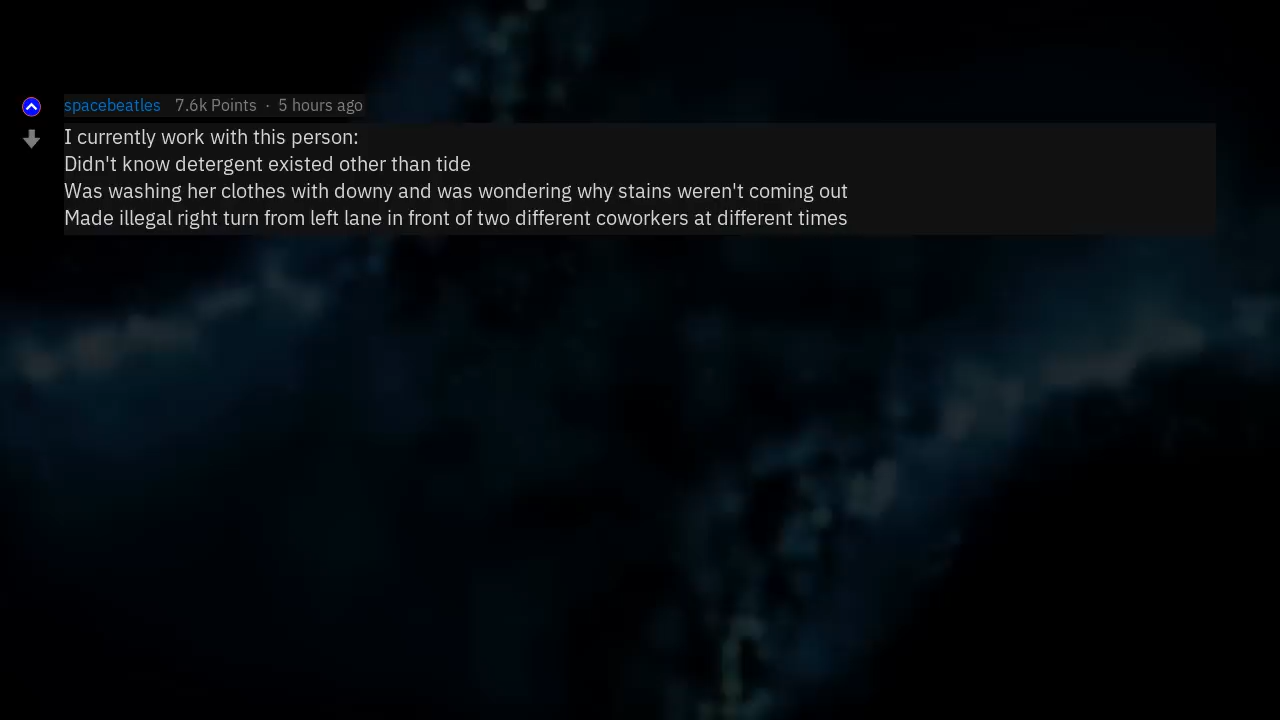 spacebeatles 7.6k Points · 5 hours ago
I currently work with this person:
Didn't know detergent existed other than tide
Was washing her clothes with downy and was wondering why stains weren't coming out
Made illegal right turn from left lane in front of two different coworkers at different times